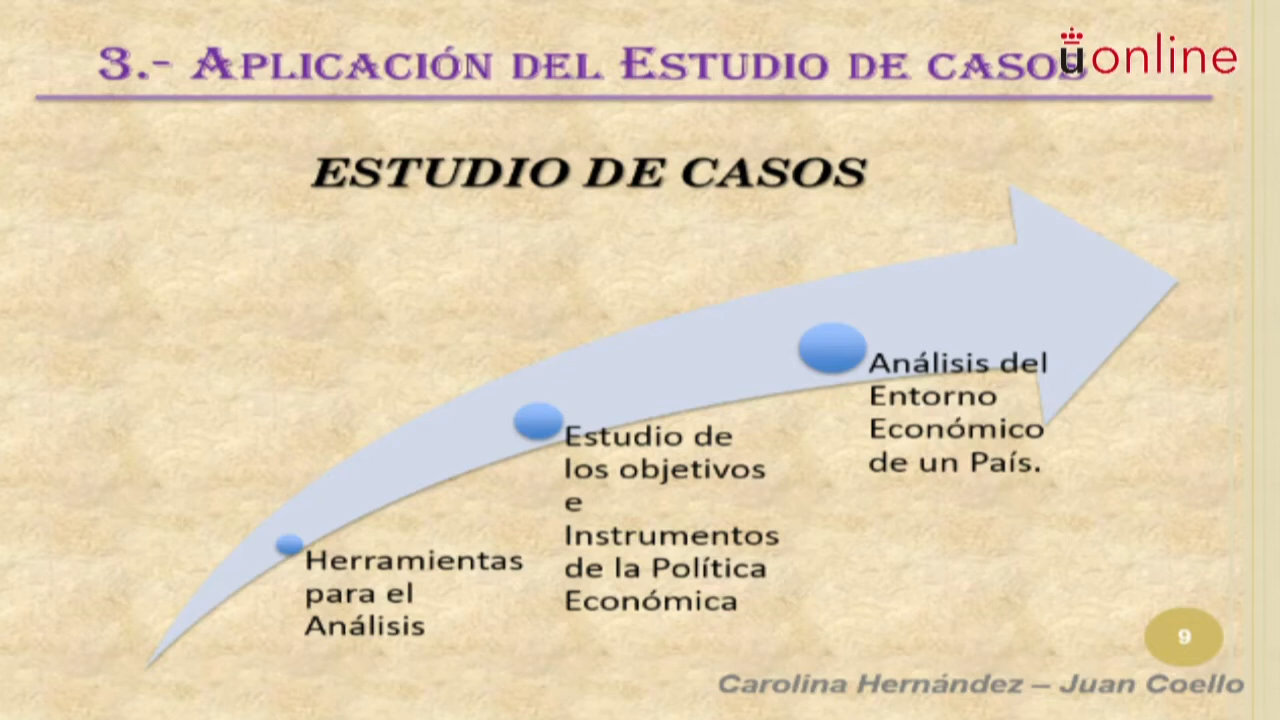 3.- APLICACIÓN DEL ESTUDIO DE CASOS
üonline
ESTUDIO DE CASOS
Análisis del
Entorno
Económico
de un País.
Estudio de
los objetivos
e
Instrumentos
de la Política
Económica
Herramientas
para el
Análisis
9
Carolina Hernández – Juan Coello